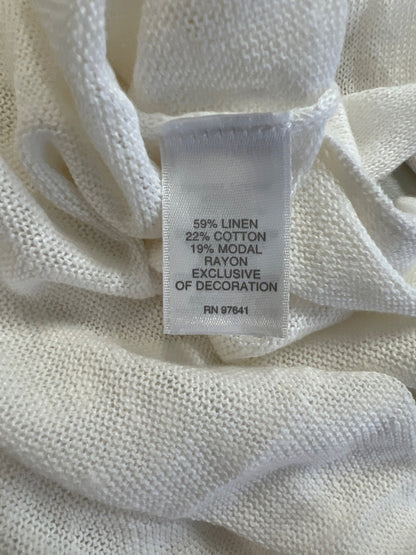 59% LINEN
22% COTTON
19% MODAL
RAYON
EXCLUSIVE
OF DECORATION
RN 97641